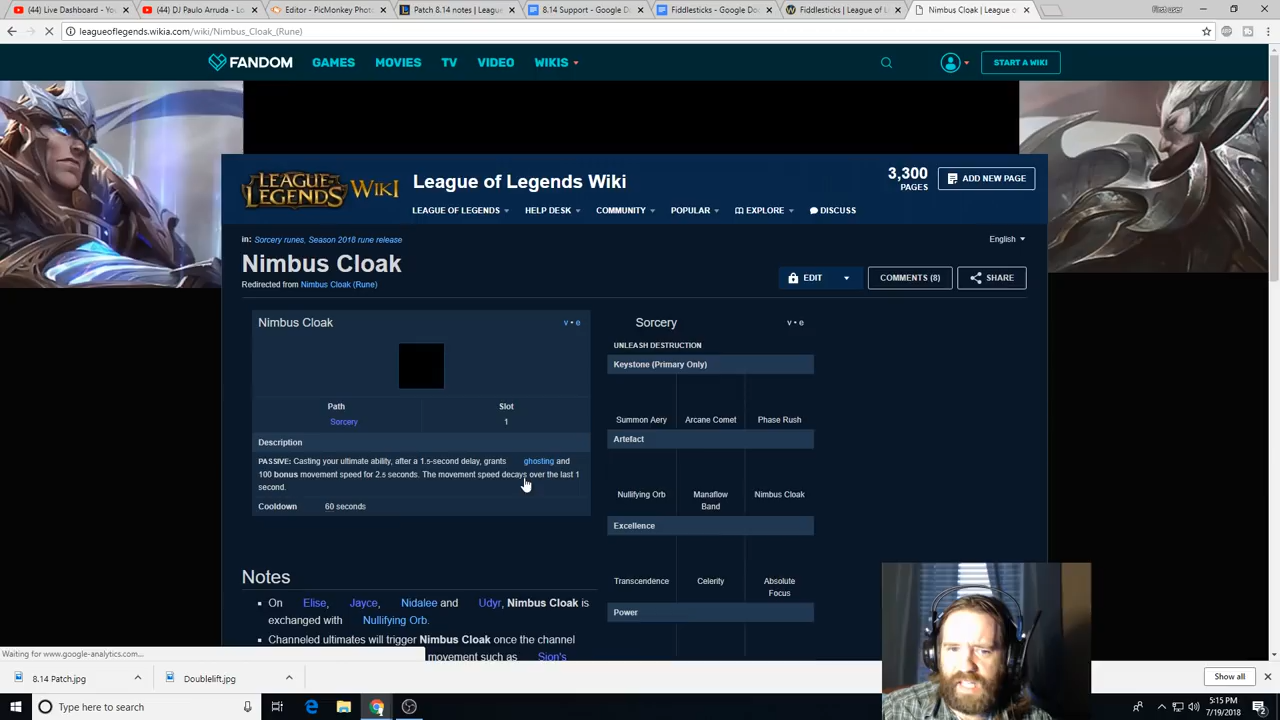 (44) Live Dashboard - Yo
(44) DJ Paulo Arruda - Lo
Editor - PicMonkey Phot
Patch 8.14 notes | Leagu
8.14 Support - Google D
Fiddlesticks - Google Do
Fiddlesticks | League of L
Nimbus Cloak | League o
First user
leagueoflegends.wikia.com/wiki/Nimbus_Cloak_(Rune)
FANDOM GAMES MOVIES TV VIDEO WIKIS START A WIKI
LEAGUE OF LEGENDS WIKI
League of Legends Wiki
3,300 PAGES
ADD NEW PAGE
LEAGUE OF LEGENDS HELP DESK COMMUNITY POPULAR EXPLORE DISCUSS
in: Sorcery runes, Season 2018 rune release
English
Nimbus Cloak
EDIT COMMENTS (8) SHARE
Redirected from Nimbus Cloak (Rune)
Nimbus Cloak
v • e
Path Slot
Sorcery 1
Description
PASSIVE: Casting your ultimate ability, after a 1.5-second delay, grants ghosting and
100 bonus movement speed for 2.5 seconds. The movement speed decays over the last 1
second.
Cooldown 60 seconds
Sorcery
v • e
UNLEASH DESTRUCTION
Keystone (Primary Only)
Summon Aery Arcane Comet Phase Rush
Artefact
Nullifying Orb Manaflow Band Nimbus Cloak
Excellence
Transcendence Celerity Absolute Focus
Power
Notes
On Elise, Jayce, Nidalee and Udyr, Nimbus Cloak is
exchanged with Nullifying Orb.
Channeled ultimates will trigger Nimbus Cloak once the channel
movement such as Sion's
Waiting for www.google-analytics.com...
8.14 Patch.jpg
Doublelift.jpg
Show all
Type here to search
5:15 PM
7/19/2018
2